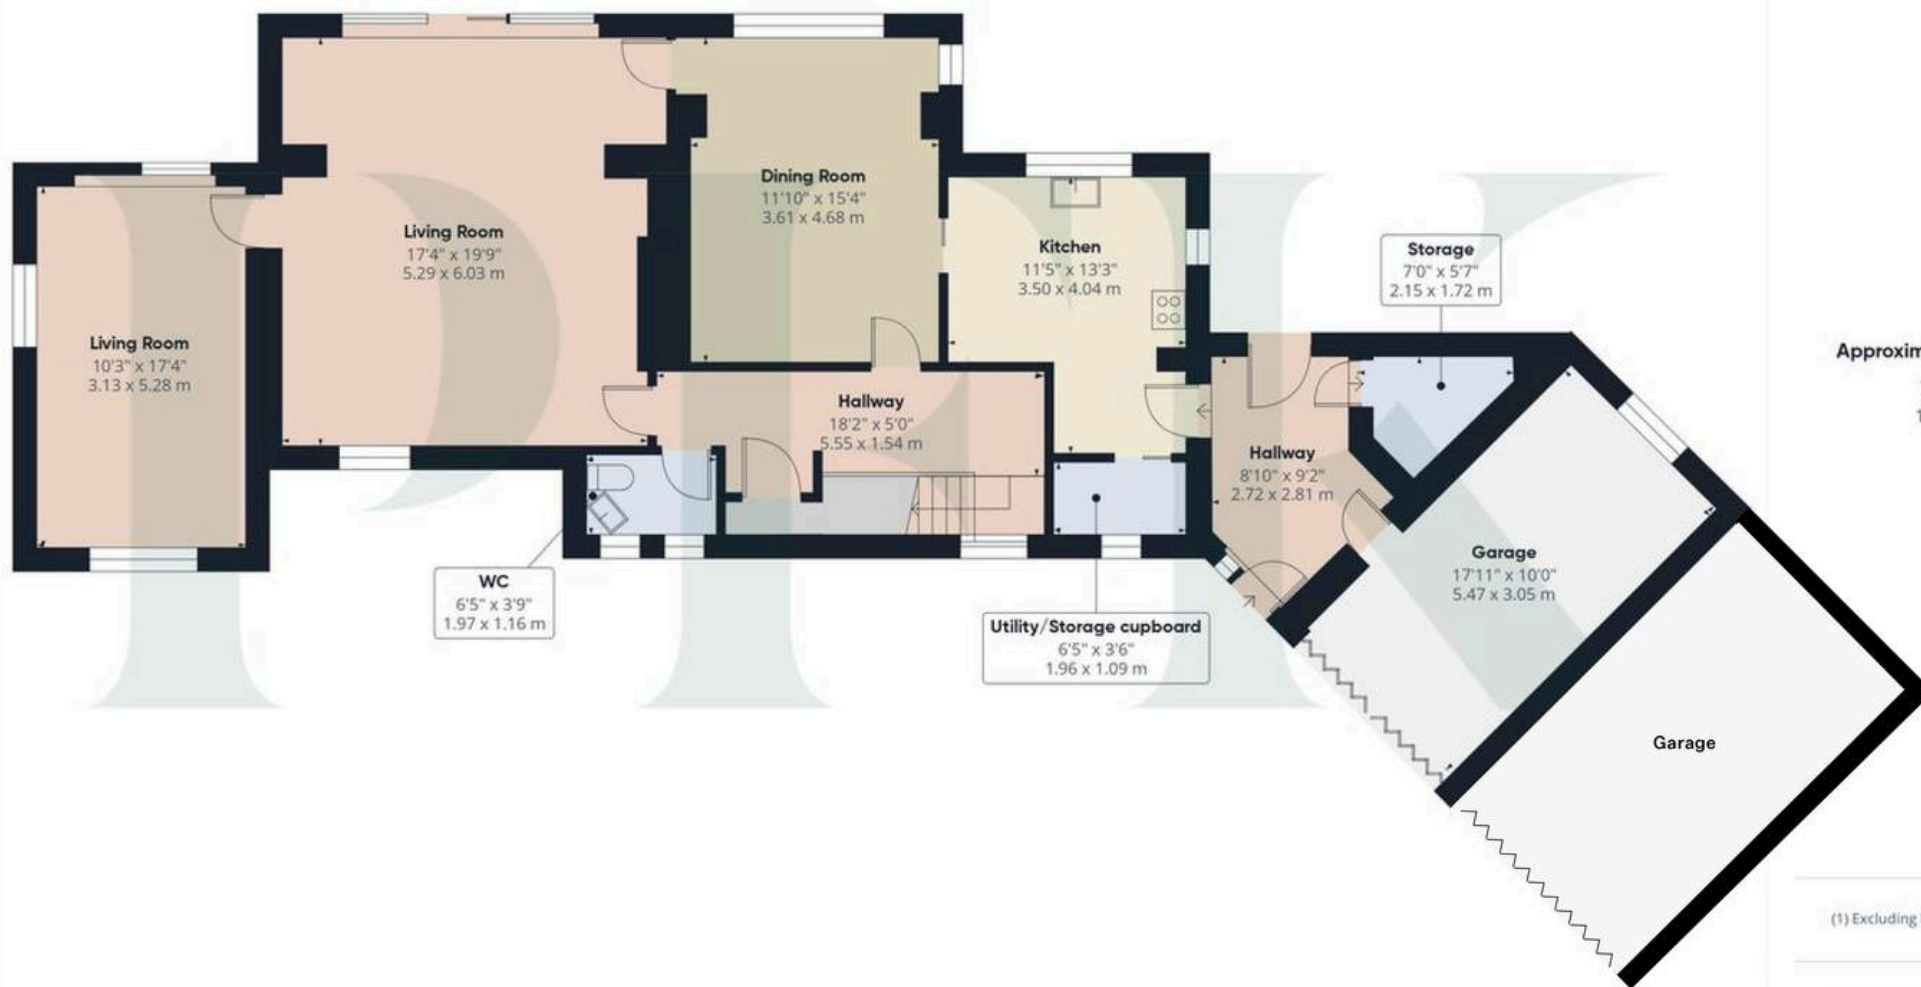 Living Room
10'3" x 17'4"
3.13 x 5.28 m
Living Room
17'4" x 19'9"
5.29 x 6.03 m
Dining Room
11'10" x 15'4"
3.61 x 4.68 m
Kitchen
11'5" x 13'3"
3.50 x 4.04 m
Storage
7'0" x 5'7"
2.15 x 1.72 m
Hallway
18'2" x 5'0"
5.55 x 1.54 m
Hallway
8'10" x 9'2"
2.72 x 2.81 m
WC
6'5" x 3'9"
1.97 x 1.16 m
Utility/Storage cupboard
6'5" x 3'6"
1.96 x 1.09 m
Garage
17'11" x 10'0"
5.47 x 3.05 m
Garage
Approxim
(1) Excluding